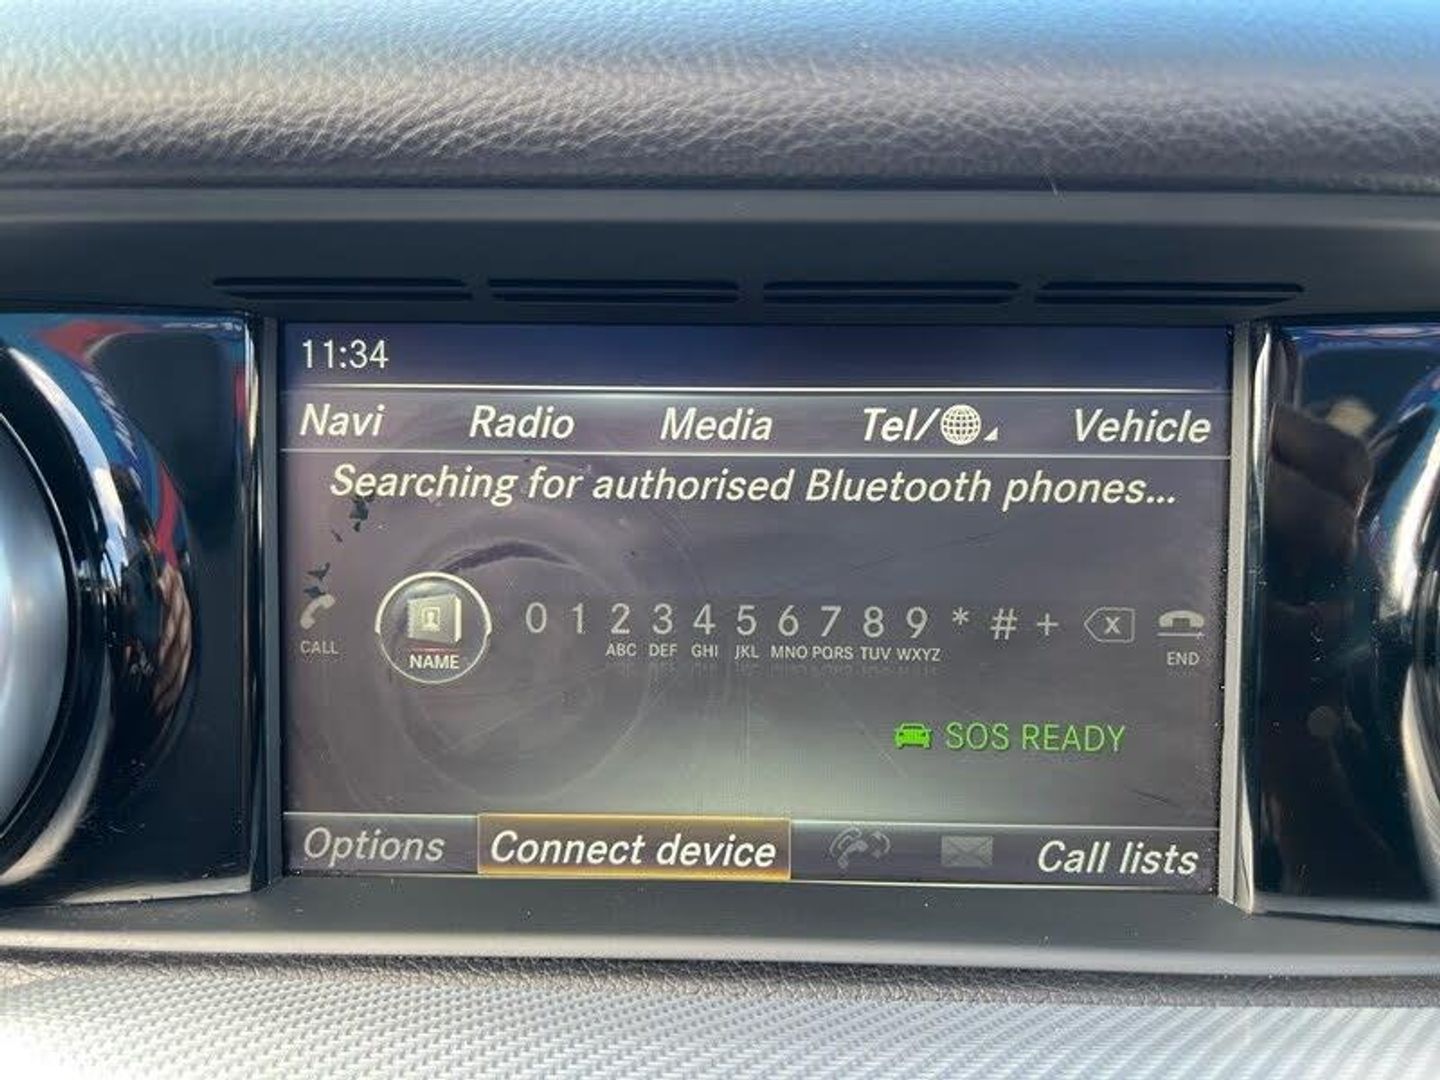 11:34
Navi Radio Media Tel/ Vehicle
Searching for authorised Bluetooth phones...
0 1 2 3 4 5 6 7 8 9 * # +
CALL NAME ABC DEF GHI JKL MNO PQRS TUV WXYZ X END
SOS READY
Options Connect device Call lists